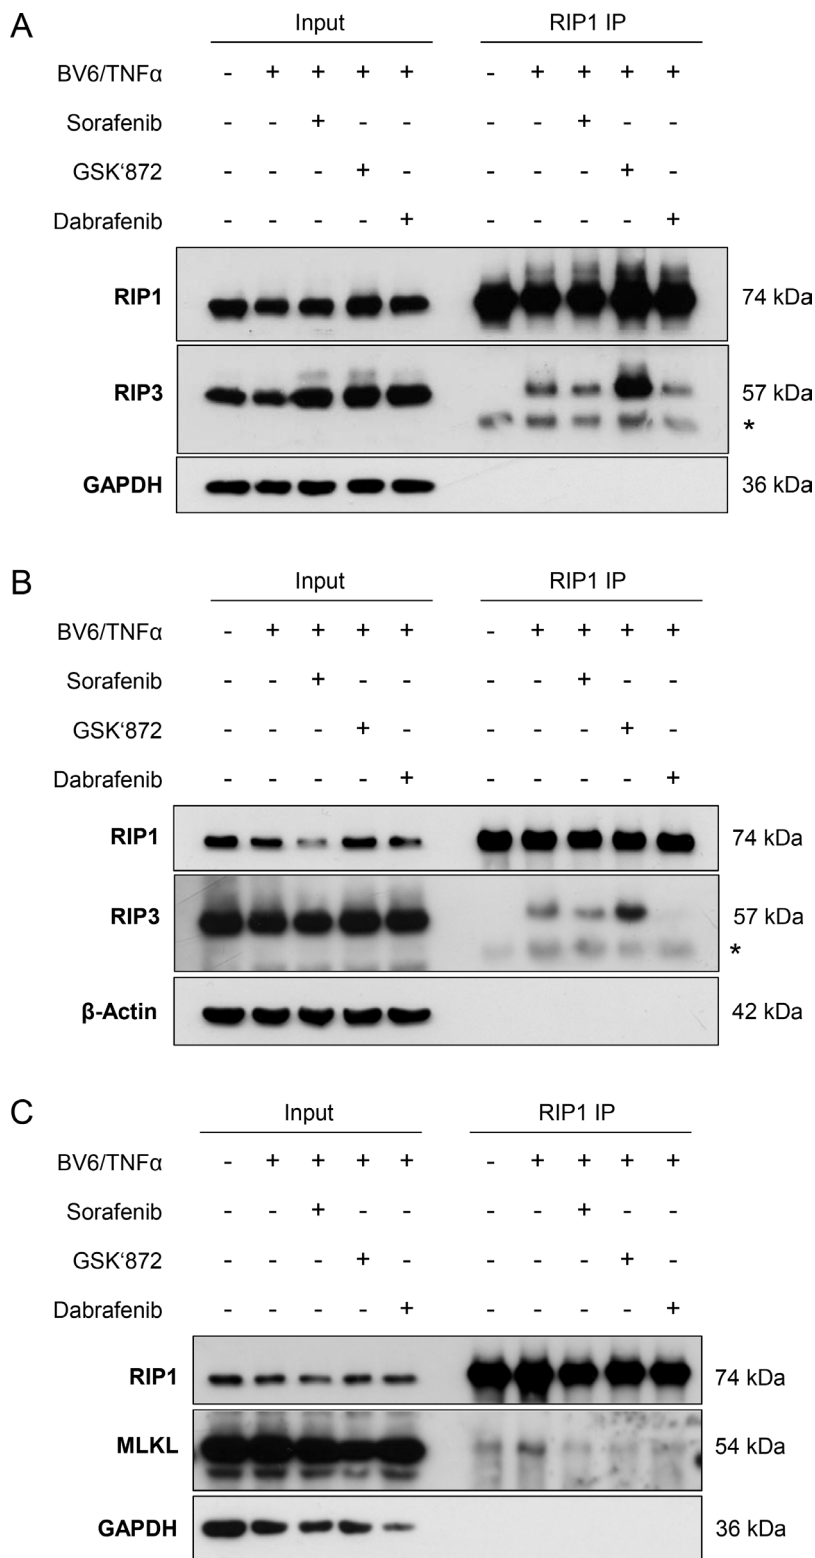 A
Input RIP1 IP
BV6/TNFα - + + + + - + + + +
Sorafenib - - + - - - - + - -
GSK‘872 - - - + - - - - + -
Dabrafenib - - - - + - - - - +
RIP1 74 kDa
RIP3 57 kDa
*
GAPDH 36 kDa
B
Input RIP1 IP
BV6/TNFα - + + + + - + + + +
Sorafenib - - + - - - - + - -
GSK‘872 - - - + - - - - + -
Dabrafenib - - - - + - - - - +
RIP1 74 kDa
RIP3 57 kDa
*
β-Actin 42 kDa
C
Input RIP1 IP
BV6/TNFα - + + + + - + + + +
Sorafenib - - + - - - - + - -
GSK‘872 - - - + - - - - + -
Dabrafenib - - - - + - - - - +
RIP1 74 kDa
MLKL 54 kDa
GAPDH 36 kDa